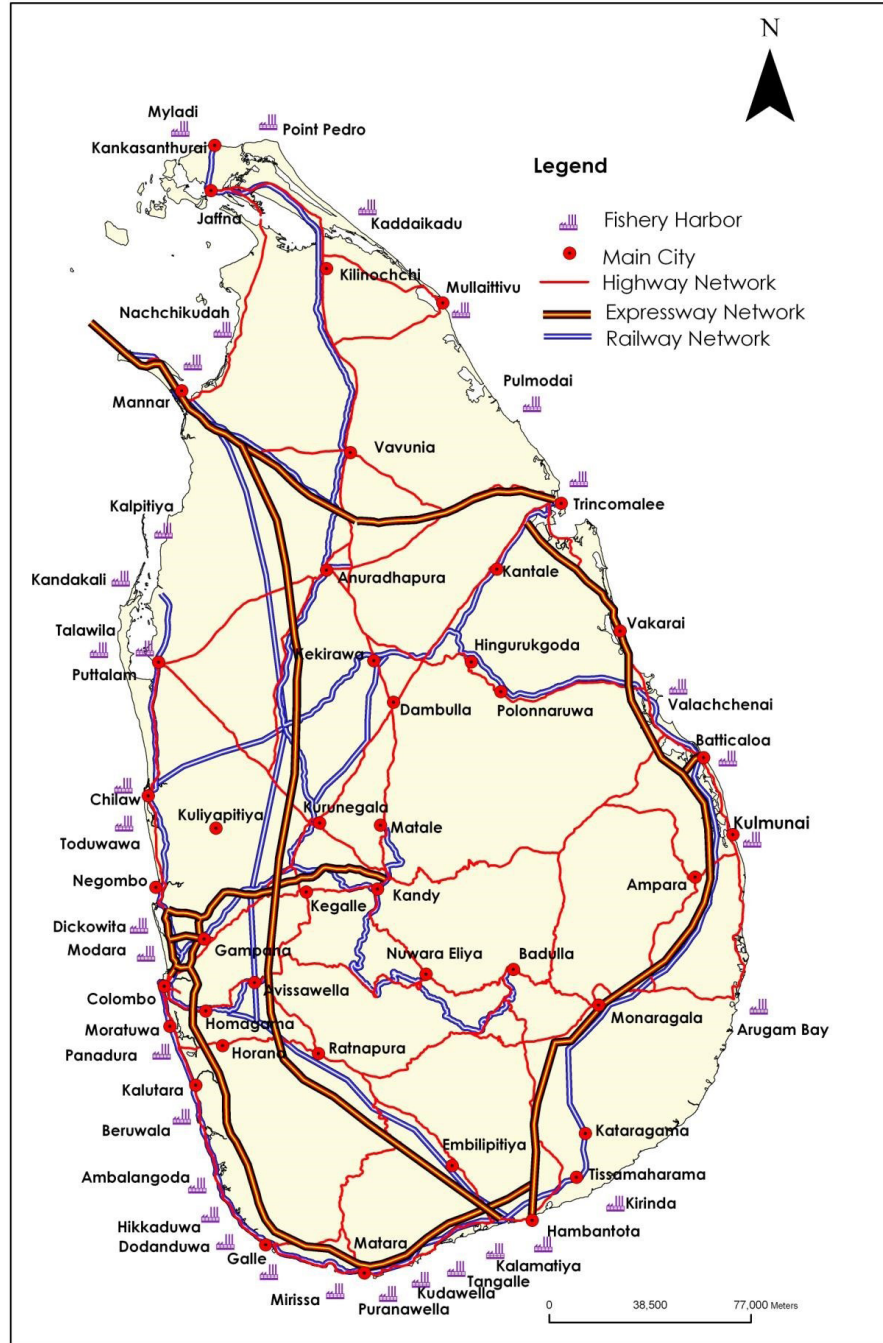 N
Myladi
Point Pedro
Kankasanthurai
Legend
Jaffna
Kaddaikadu
Fishery Harbor
Main City
Kilinochchi
Highway Network
Mullaittivu
Nachchikudah
Expressway Network
Railway Network
Mannar
Pulmodai
Vavunia
Kalpitiya
Trincomalee
Kandakali
Anuradhapura
Kantale
Talawila
Vakarai
Kekirawa
Hingurukgoda
Puttalam
Polonnaruwa
Valachchenai
Dambulla
Batticaloa
Chilaw
Kuliyapitiya
Kurunegala
Matale
Kulmunai
Toduwawa
Negombo
Kegalle
Kandy
Ampara
Dickowita
Modara
Gampana
Nuwara Eliya
Badulla
Colombo
Avissawella
Monaragala
Homagama
Arugam Bay
Moratuwa
Horana
Ratnapura
Panadura
Kalutara
Beruwala
Kataragama
Embilipitiya
Ambalangoda
Tissamaharama
Kirinda
Hikkaduwa
Hambantota
Dodanduwa
Galle
Matara
Kalamatiya
Tangalle
Kudawella
Mirissa
Puranawella
0 38,500 77,000 Meters